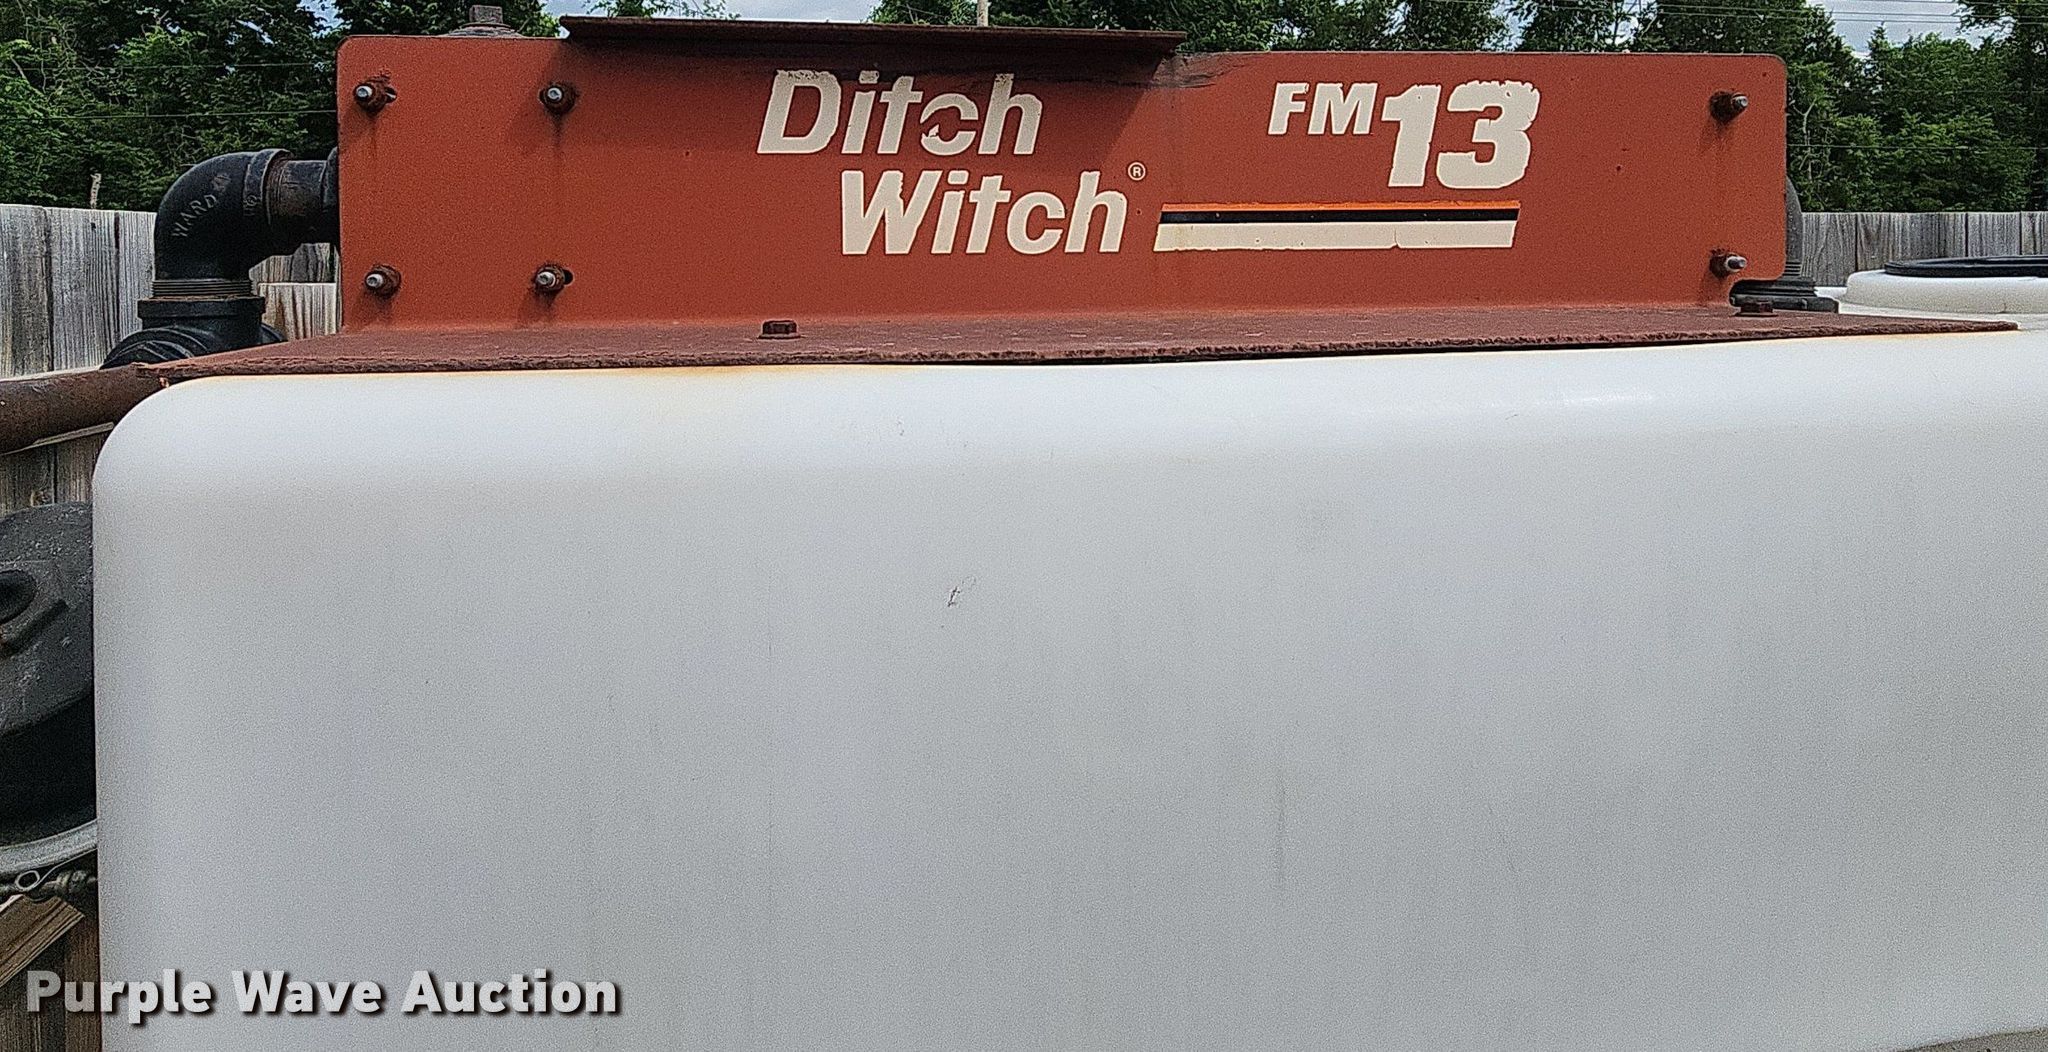 Ditch
Witch®
FM13
WARD
Purple Wave Auction